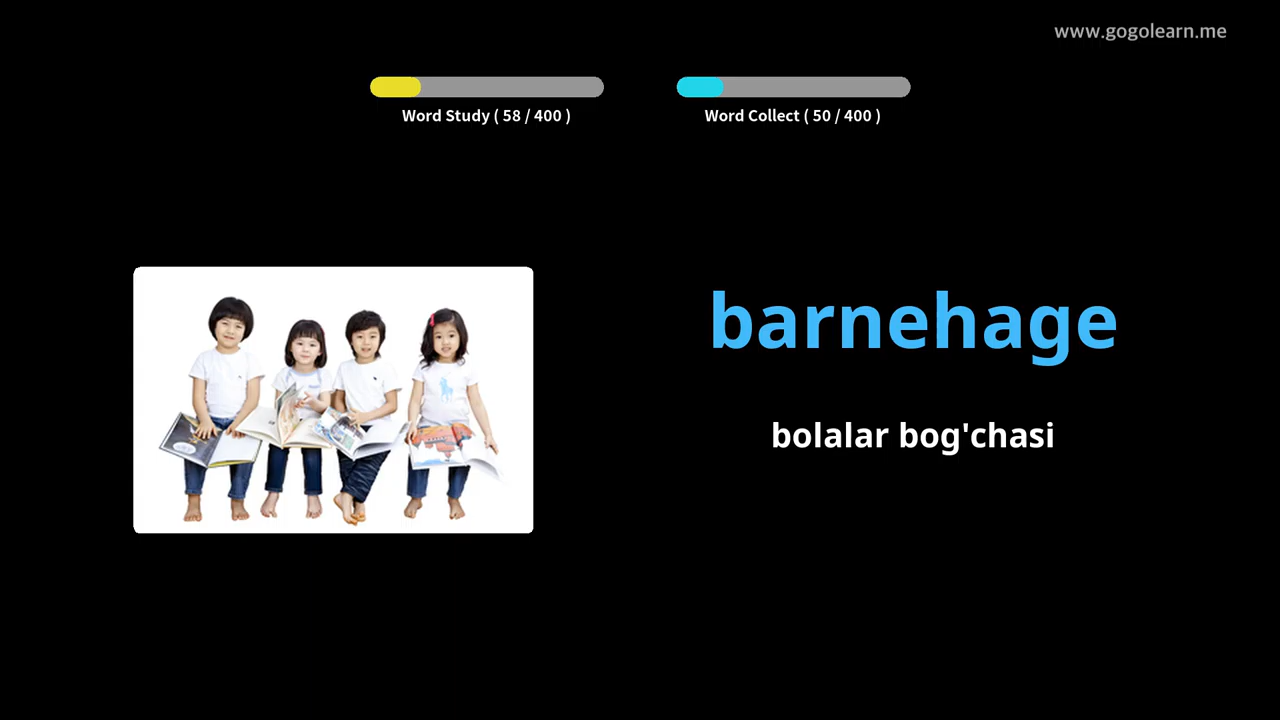 www.gogolearn.me
Word Study ( 58 / 400 )
Word Collect ( 50 / 400 )
barnehage
bolalar bog'chasi